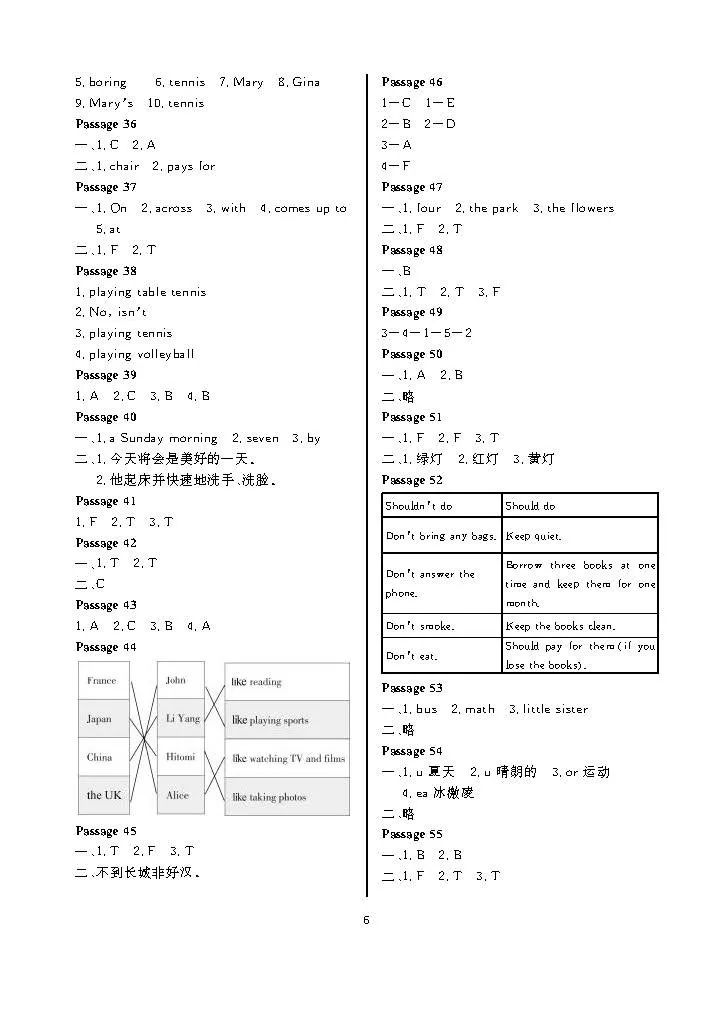 5. boring 6. tennis 7. Mary 8. Gina
9. Mary's 10. tennis
Passage 36
一、1. C 2. A
二、1. chair 2. pays for
Passage 37
一、1. On 2. across 3. with 4. comes up to
5. at
二、1. F 2. T
Passage 38
1. playing table tennis
2. No, isn't
3. playing tennis
4. playing volleyball
Passage 39
1. A 2. C 3. B 4. B
Passage 40
一、1. a Sunday morning 2. seven 3. by
二、1. 今天将会是美好的一天。
2. 他起床并快速地洗手、洗脸。
Passage 41
1. F 2. T 3. T
Passage 42
一、1. T 2. T
二、C
Passage 43
1. A 2. C 3. B 4. A
Passage 44
France John like reading
Japan Li Yang like playing sports
China Hitomi like watching TV and films
the UK Alice like taking photos
Passage 45
一、1. T 2. F 3. T
二、不到长城非好汉。
Passage 46
1—C 1—E
2—B 2—D
3—A
4—F
Passage 47
一、1. four 2. the park 3. the flowers
二、1. F 2. T
Passage 48
一、B
二、1. T 2. T 3. F
Passage 49
3—4—1—5—2
Passage 50
一、1. A 2. B
二、略
Passage 51
一、1. F 2. F 3. T
二、1. 绿灯 2. 红灯 3. 黄灯
Passage 52
Shouldn't do Should do
Don't bring any bags. Keep quiet.
Don't answer the phone. Borrow three books at one
time and keep them for one
month.
Don't smoke. Keep the books clean.
Don't eat. Should pay for them(if you
lose the books).
Passage 53
一、1. bus 2. math 3. little sister
二、略
Passage 54
一、1. u 夏天 2. u 晴朗的 3. or 运动
4. ea 冰激凌
二、略
Passage 55
一、1. B 2. B
二、1. F 2. T 3. T
6